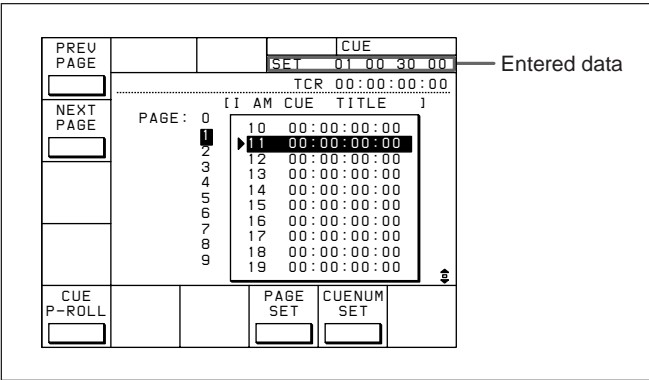 PREV
PAGE
CUE
SET 01 00 30 00
Entered data
TCR 00:00:00:00
[I AM CUE TITLE ]
NEXT
PAGE
PAGE: 0
1
2
3
4
5
6
7
8
9
10 00:00:00:00
11 00:00:00:00
12 00:00:00:00
13 00:00:00:00
14 00:00:00:00
15 00:00:00:00
16 00:00:00:00
17 00:00:00:00
18 00:00:00:00
19 00:00:00:00
CUE
P-ROLL
PAGE
SET
CUENUM
SET